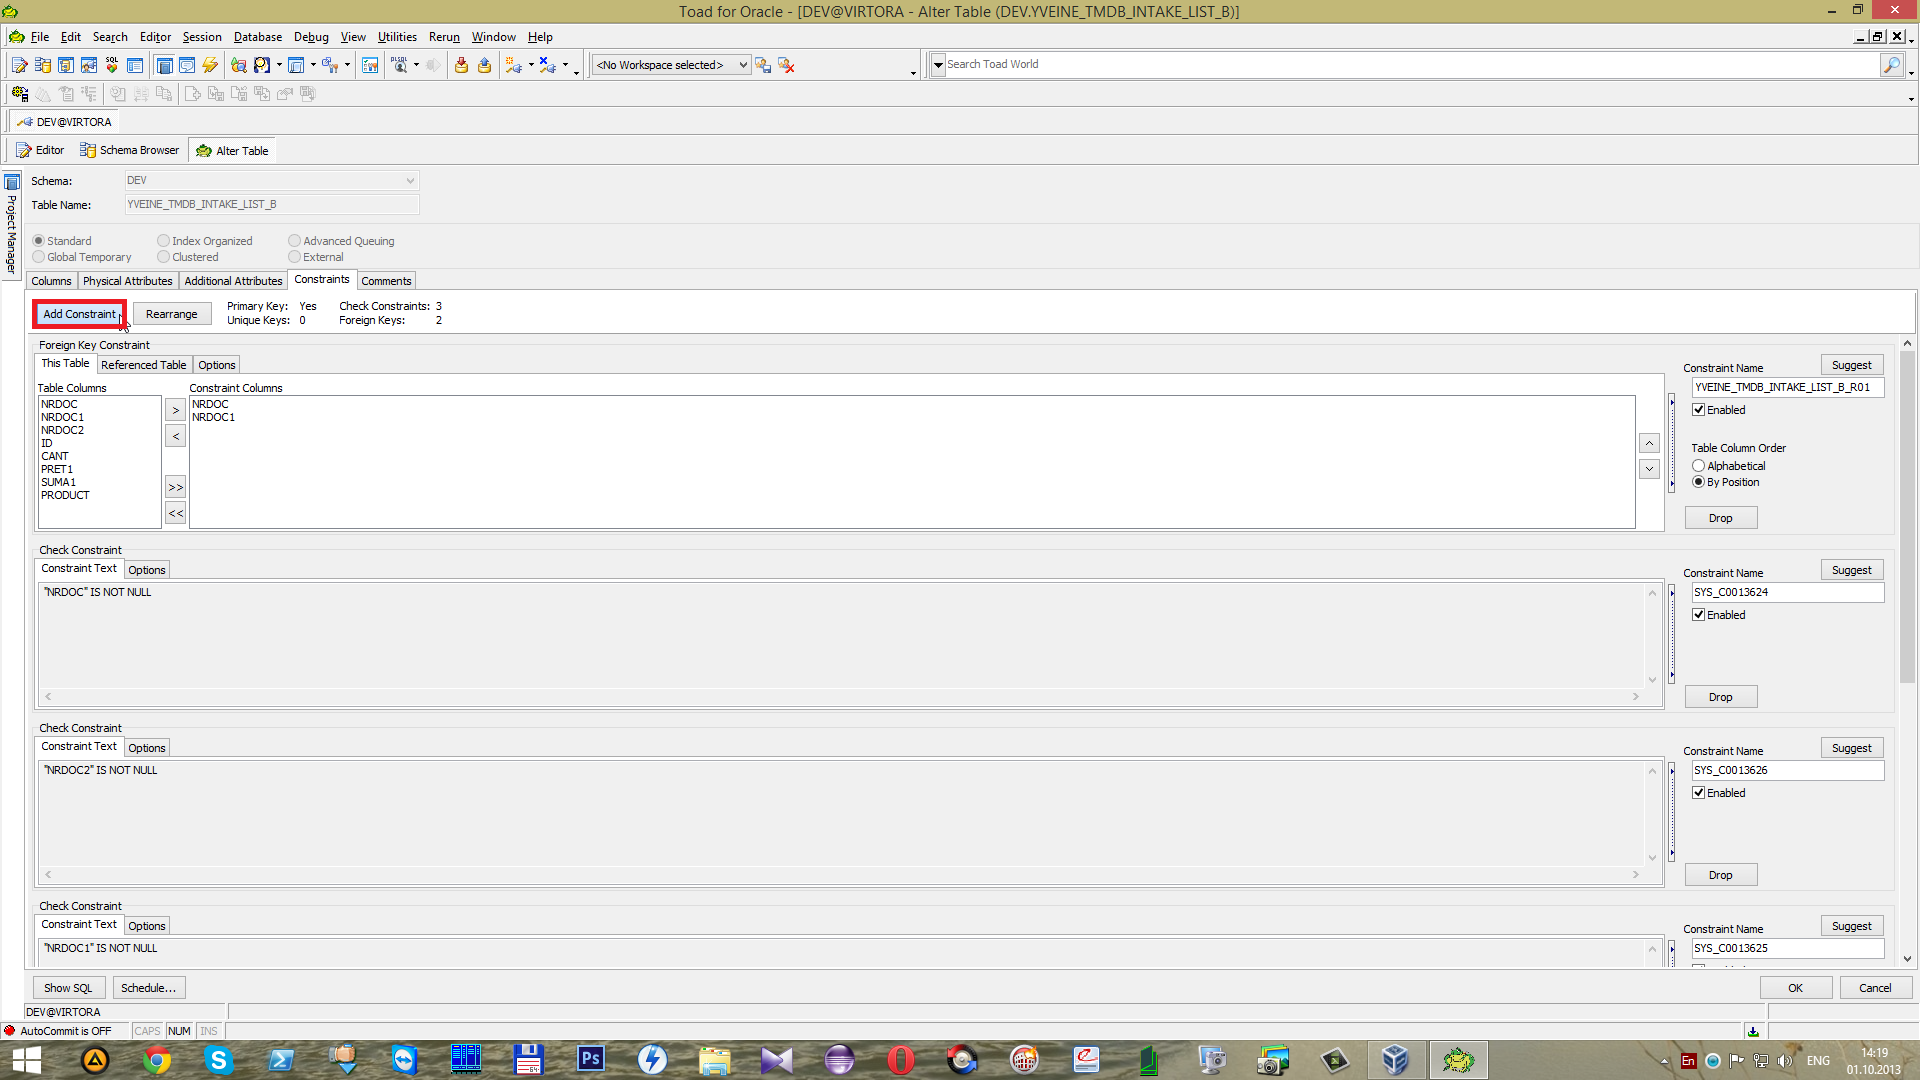 Toad for Oracle - [DEV@VIRTORA - Alter Table (DEV.YVEINE_TMDB_INTAKE_LIST_B)]
File Edit Search Editor Session Database Debug View Utilities Rerun Window Help
<No Workspace selected> Search Toad World
DEV@VIRTORA
Editor Schema Browser Alter Table
Project Manager
Schema: DEV
Table Name: YVEINE_TMDB_INTAKE_LIST_B
Standard Index Organized Advanced Queuing
Global Temporary Clustered External
Columns Physical Attributes Additional Attributes Constraints Comments
Add Constraint Rearrange
Primary Key: Yes Check Constraints: 3
Unique Keys: 0 Foreign Keys: 2
Foreign Key Constraint
This Table Referenced Table Options
Table Columns Constraint Columns
NRDOC
NRDOC1
NRDOC2
ID
CANT
PRET1
SUMA1
PRODUCT
>
<
>>
<<
NRDOC
NRDOC1
Constraint Name Suggest
YVEINE_TMDB_INTAKE_LIST_B_R01
Enabled
Table Column Order
Alphabetical
By Position
Drop
Check Constraint
Constraint Text Options
"NRDOC" IS NOT NULL
Constraint Name Suggest
SYS_C0013624
Enabled
Drop
Check Constraint
Constraint Text Options
"NRDOC2" IS NOT NULL
Constraint Name Suggest
SYS_C0013626
Enabled
Drop
Check Constraint
Constraint Text Options
"NRDOC1" IS NOT NULL
Constraint Name Suggest
SYS_C0013625
Show SQL Schedule... OK Cancel
DEV@VIRTORA
AutoCommit is OFF CAPS NUM INS
Ps
En ENG 14:19
01.10.2013